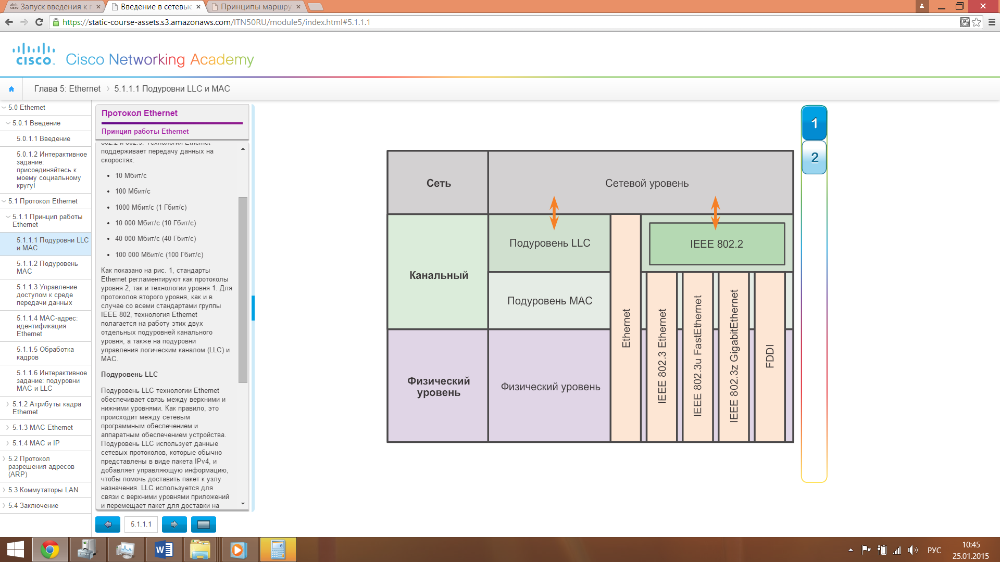 Запуск введения к г
Введение в сетевые
Принципы маршру
https://static-course-assets.s3.amazonaws.com/ITN50RU/module5/index.html#5.1.1.1
cisco
Cisco Networking Academy
Глава 5: Ethernet
5.1.1.1 Подуровни LLC и MAC
5.0 Ethernet
5.0.1 Введение
5.0.1.1 Введение
5.0.1.2 Интерактивное
задание:
присоединяйтесь к
моему социальному
кругу!
5.1 Протокол Ethernet
5.1.1 Принцип работы
Ethernet
5.1.1.1 Подуровни LLC
и MAC
5.1.1.2 Подуровень
MAC
5.1.1.3 Управление
доступом к среде
передачи данных
5.1.1.4 MAC-адрес:
идентификация
Ethernet
5.1.1.5 Обработка
кадров
5.1.1.6 Интерактивное
задание: подуровни
MAC и LLC
5.1.2 Атрибуты кадра
Ethernet
5.1.3 MAC Ethernet
5.1.4 MAC и IP
5.2 Протокол
разрешения адресов
(ARP)
5.3 Коммутаторы LAN
5.4 Заключение
Протокол Ethernet
Принцип работы Ethernet
802.2 и 802.3. Технология Ethernet
поддерживает передачу данных на
скоростях:
10 Мбит/с
100 Мбит/с
1000 Мбит/с (1 Гбит/с)
10 000 Мбит/с (10 Гбит/с)
40 000 Мбит/с (40 Гбит/с)
100 000 Мбит/с (100 Гбит/с)
Как показано на рис. 1, стандарты
Ethernet регламентируют как протоколы
уровня 2, так и технологии уровня 1. Для
протоколов второго уровня, как и в
случае со всеми стандартами группы
IEEE 802, технология Ethernet
полагается на работу этих двух
отдельных подуровней канального
уровня, а также на подуровни
управления логическим каналом (LLC) и
MAC.
Подуровень LLC
Подуровень LLC технологии Ethernet
обеспечивает связь между верхними и
нижними уровнями. Как правило, это
происходит между сетевым
программным обеспечением и
аппаратным обеспечением устройства.
Подуровень LLC использует данные
сетевых протоколов, которые обычно
представлены в виде пакета IPv4, и
добавляет управляющую информацию,
чтобы помочь доставить пакет к узлу
назначения. LLC используется для
связи с верхними уровнями приложений
и перемещает пакет для доставки на
5.1.1.1
Сеть
Сетевой уровень
Канальный
Подуровень LLC
IEEE 802.2
Подуровень MAC
Физический
уровень
Физический уровень
Ethernet
IEEE 802.3 Ethernet
IEEE 802.3u FastEthernet
IEEE 802.3z GigabitEthernet
FDDI
1
2
РУС
10:45
25.01.2015